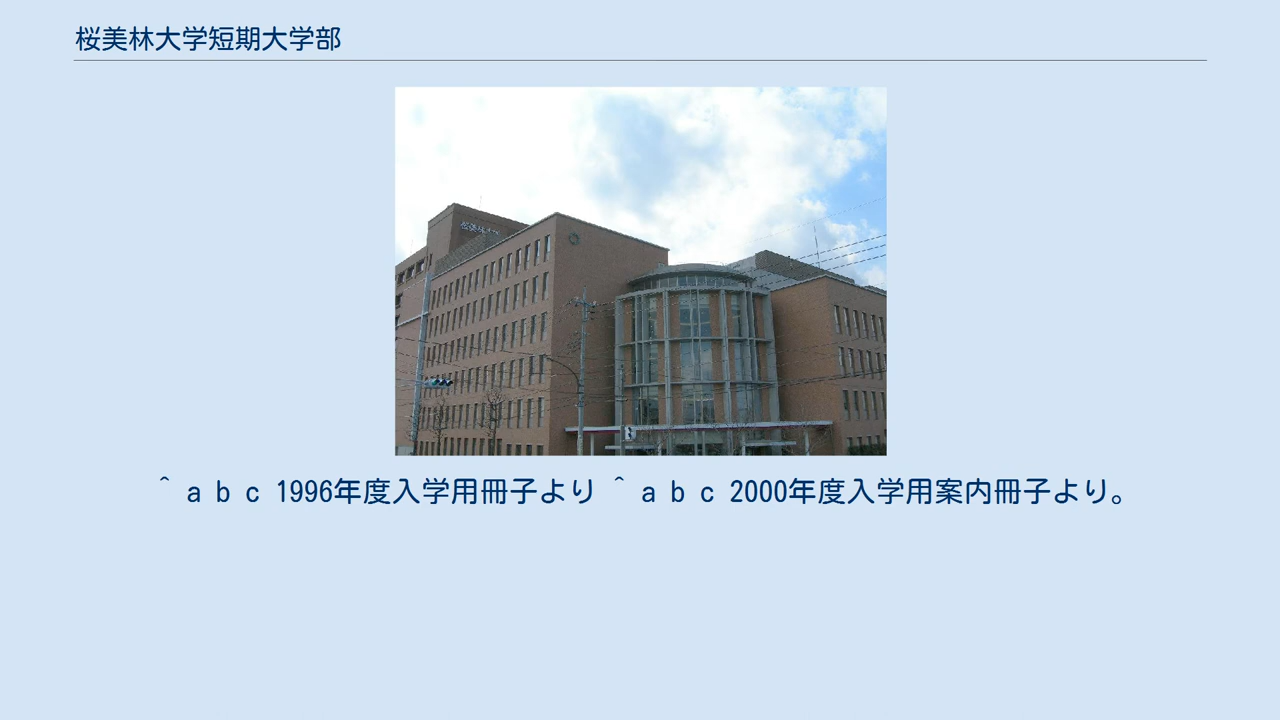 桜美林大学短期大学部
^ a b c 1996年度入学用冊子より ^ a b c 2000年度入学用案内冊子より。